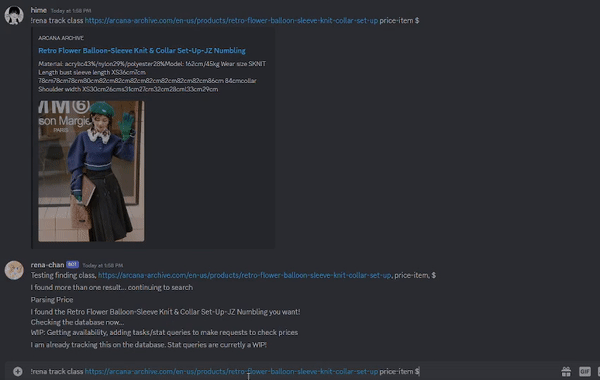 hime Today at 1:58 PM
!rena track class https://arcana-archive.com/en-us/products/retro-flower-balloon-sleeve-knit-collar-set-up price-item $
ARCANA ARCHIVE
Retro Flower Balloon-Sleeve Knit & Collar Set-Up-JZ Numbling
Material: acrylic43%/nylon29%/polyester28%Model: 162cm/45kg Wear size SKNIT
Length bust sleeve length XS36cm7cm
78cm78cm78cm80cm82cm82cm82cm82cm82cm82cm82cm86cm 84cmcollar
Shoulder width XS30cm26cms31cm27cm32cm28cml33cm29cm
M ⑥
son Margie
PARIS
rena-chan BOT Today at 1:58 PM
Testing finding class, https://arcana-archive.com/en-us/products/retro-flower-balloon-sleeve-knit-collar-set-up, price-item, $
I found more than one result... continuing to search
Parsing Price
I found the Retro Flower Balloon-Sleeve Knit & Collar Set-Up-JZ Numbling you want!
Checking the database now...
WIP: Getting availability, adding tasks/stat queries to make requests to check prices
I am already tracking this on the database. Stat queries are curretly a WIP!
!rena track class https://arcana-archive.com/en-us/products/retro-flower-balloon-sleeve-knit-collar-set-up price-item $
GIF